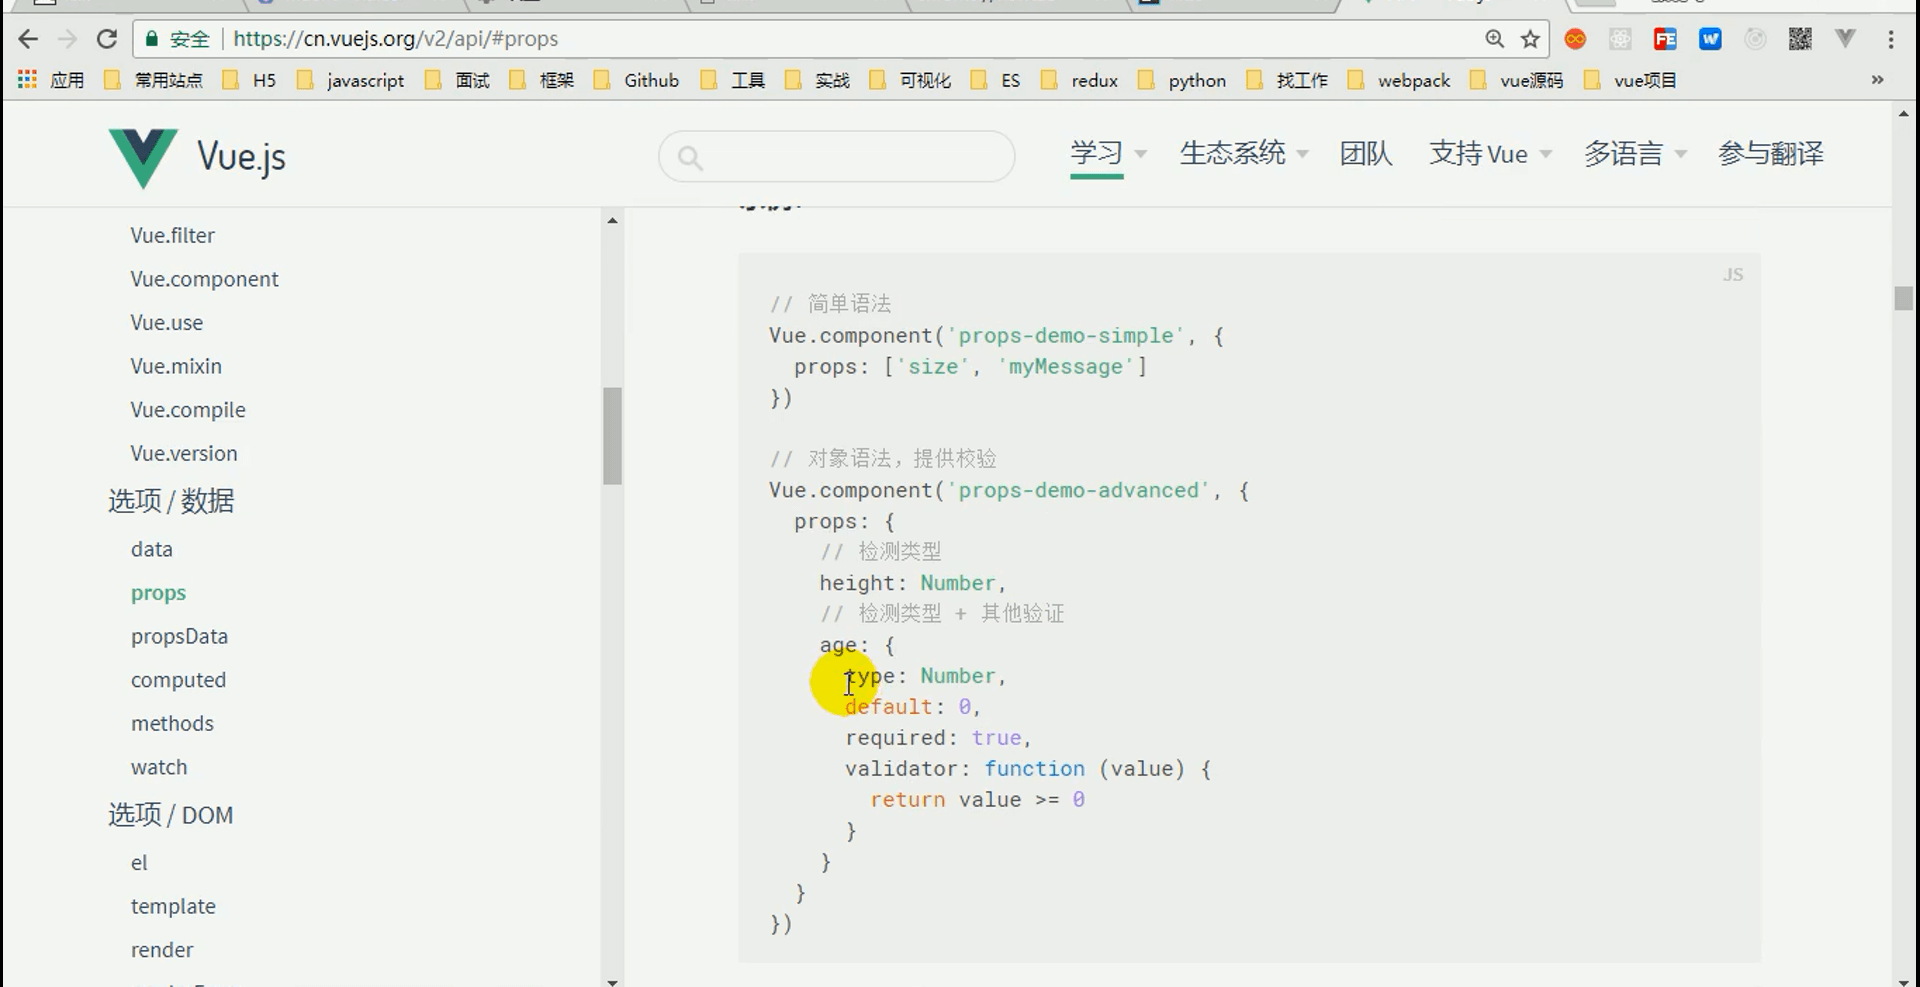 安全 https://cn.vuejs.org/v2/api/#props
应用 常用站点 H5 javascript 面试 框架 Github 工具 实战 可视化 ES redux python 找工作 webpack vue源码 vue项目 »
Vue.js
学习 生态系统 团队 支持 Vue 多语言 参与翻译
Vue.filter
Vue.component
Vue.use
Vue.mixin
Vue.compile
Vue.version
选项 / 数据
data
props
propsData
computed
methods
watch
选项 / DOM
el
template
render
JS
// 简单语法
Vue.component('props-demo-simple', {
props: ['size', 'myMessage']
})
// 对象语法，提供校验
Vue.component('props-demo-advanced', {
props: {
// 检测类型
height: Number,
// 检测类型 + 其他验证
age: {
type: Number,
default: 0,
required: true,
validator: function (value) {
return value >= 0
}
}
}
})